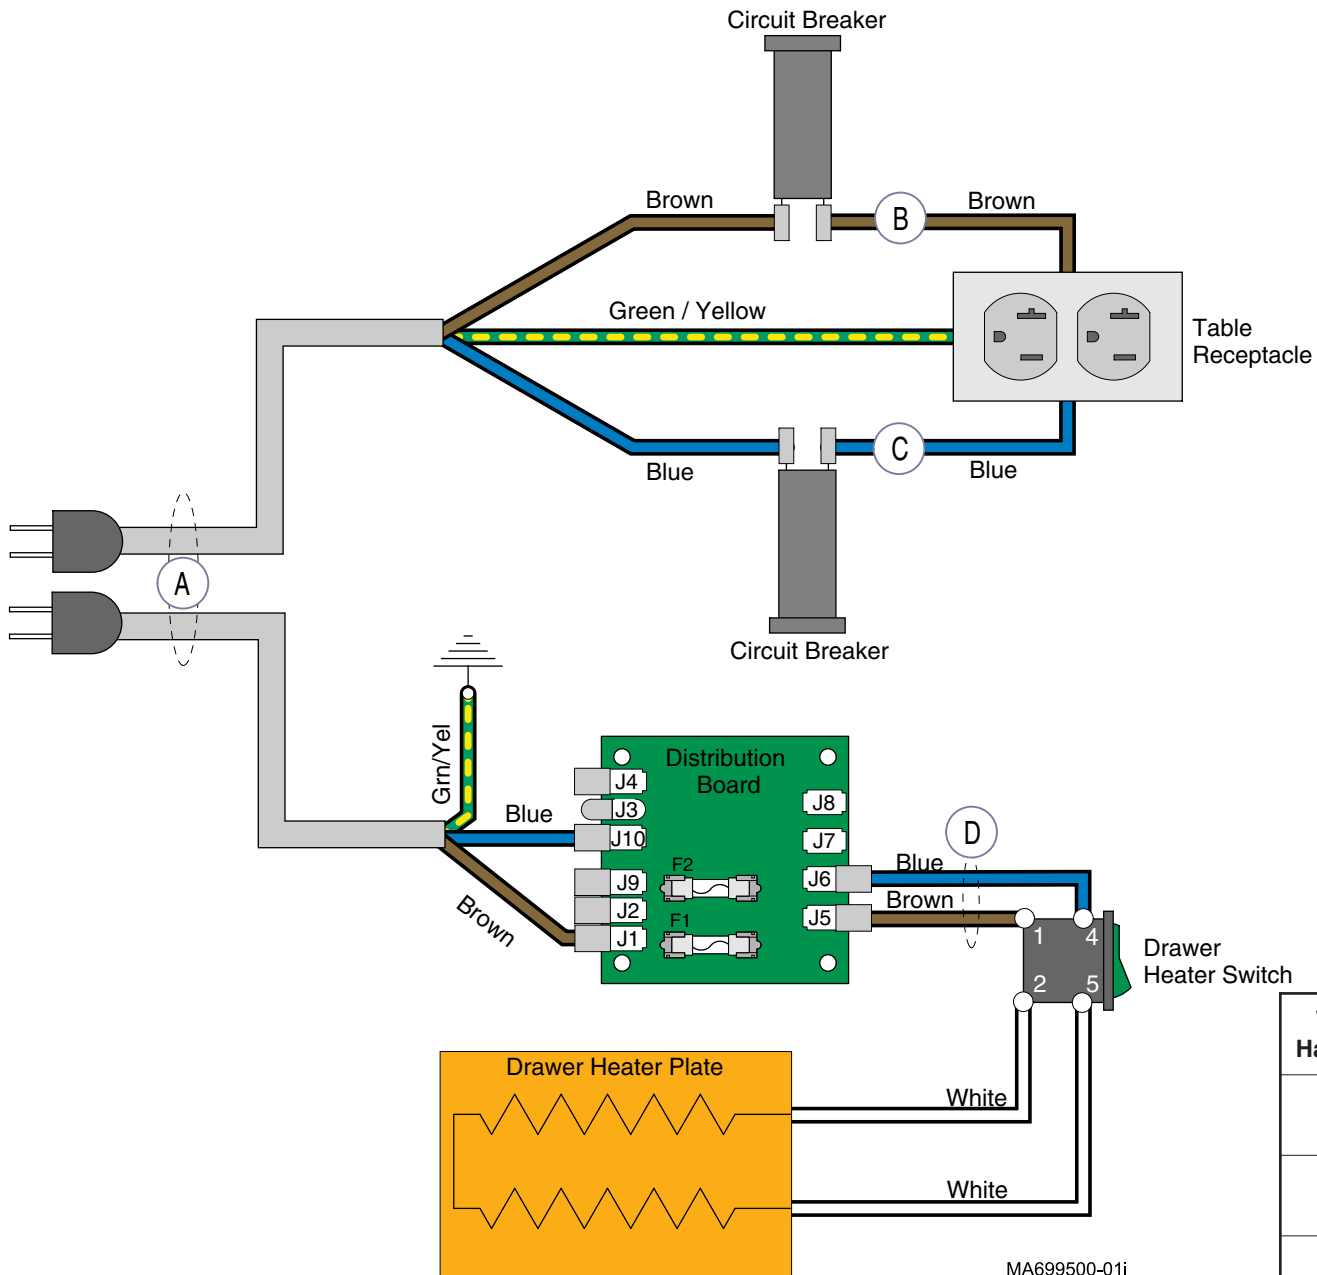 Circuit Breaker
Brown
B
Brown
Green / Yellow
Table
Receptacle
Blue
C
Blue
A
Circuit Breaker
Grn/Yel
Blue
Brown
Distribution
Board
J4
J3
J10
J9
J2
J1
F2
F1
J8
J7
J6
J5
D
Blue
Brown
1
4
2
5
Drawer
Heater Switch
Drawer Heater Plate
White
White
MA699500-01i